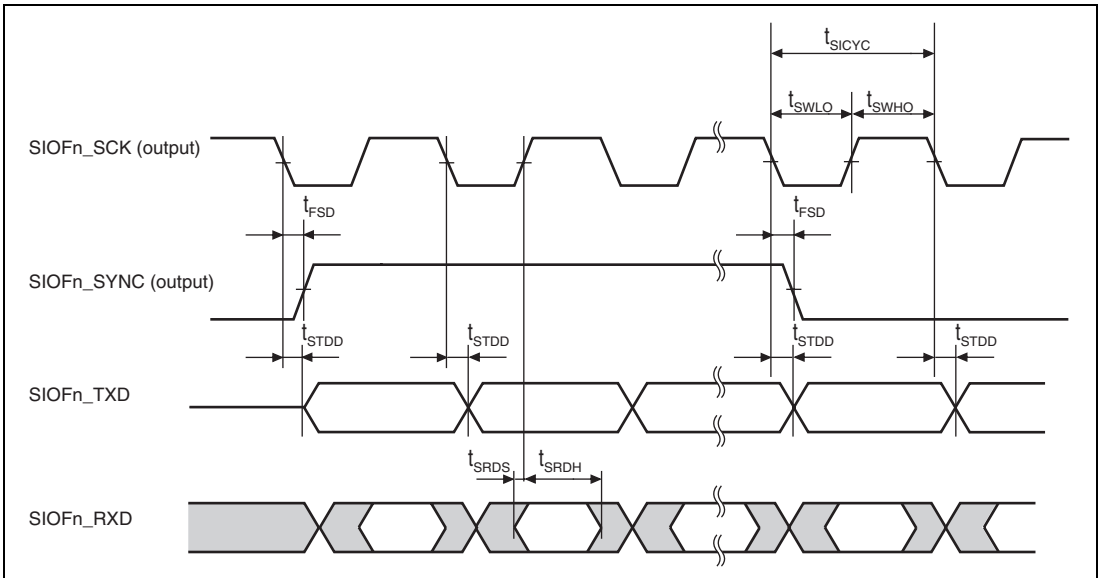 tSICYC
tSWLO tSWHO
SIOFn_SCK (output)
tFSD tFSD
SIOFn_SYNC (output)
tSTDD tSTDD tSTDD tSTDD
SIOFn_TXD
tSRDS tSRDH
SIOFn_RXD